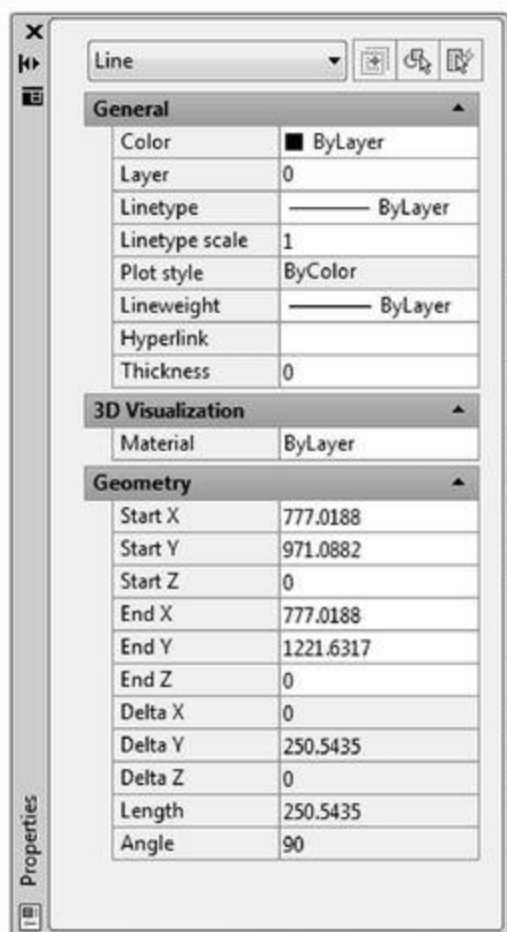 Line
General
Color ByLayer
Layer 0
Linetype ByLayer
Linetype scale 1
Plot style ByColor
Lineweight ByLayer
Hyperlink
Thickness 0
3D Visualization
Material ByLayer
Geometry
Start X 777.0188
Start Y 971.0882
Start Z 0
End X 777.0188
End Y 1221.6317
End Z 0
Delta X 0
Delta Y 250.5435
Delta Z 0
Length 250.5435
Angle 90
Properties